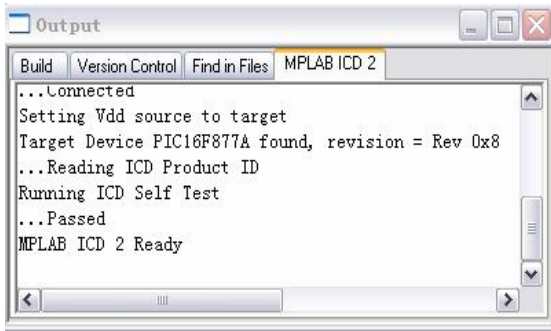 Output
Build Version Control Find in Files MPLAB ICD 2
...Connected
Setting Vdd source to target
Target Device PIC16F877A found, revision = Rev 0x8
...Reading ICD Product ID
Running ICD Self Test
...Passed
MPLAB ICD 2 Ready